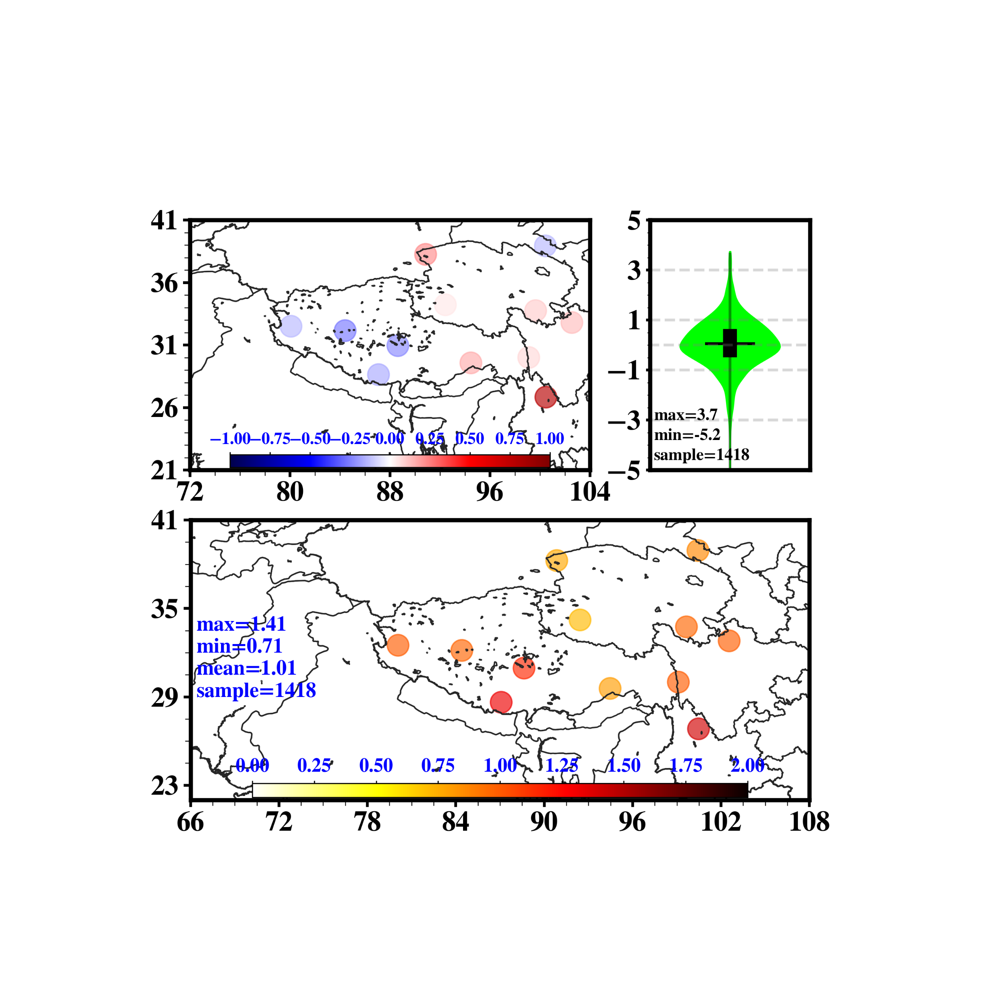 41
36
31
26
21
−1.00 −0.75 −0.50 −0.25 0.00 0.25 0.50 0.75 1.00
72 80 88 96 104
5
3
1
−1
−3
−5
max=3.7
min=-5.2
sample=1418
41
35
29
23
max=1.41
min=0.71
mean=1.01
sample=1418
0.00 0.25 0.50 0.75 1.00 1.25 1.50 1.75 2.00
66 72 78 84 90 96 102 108